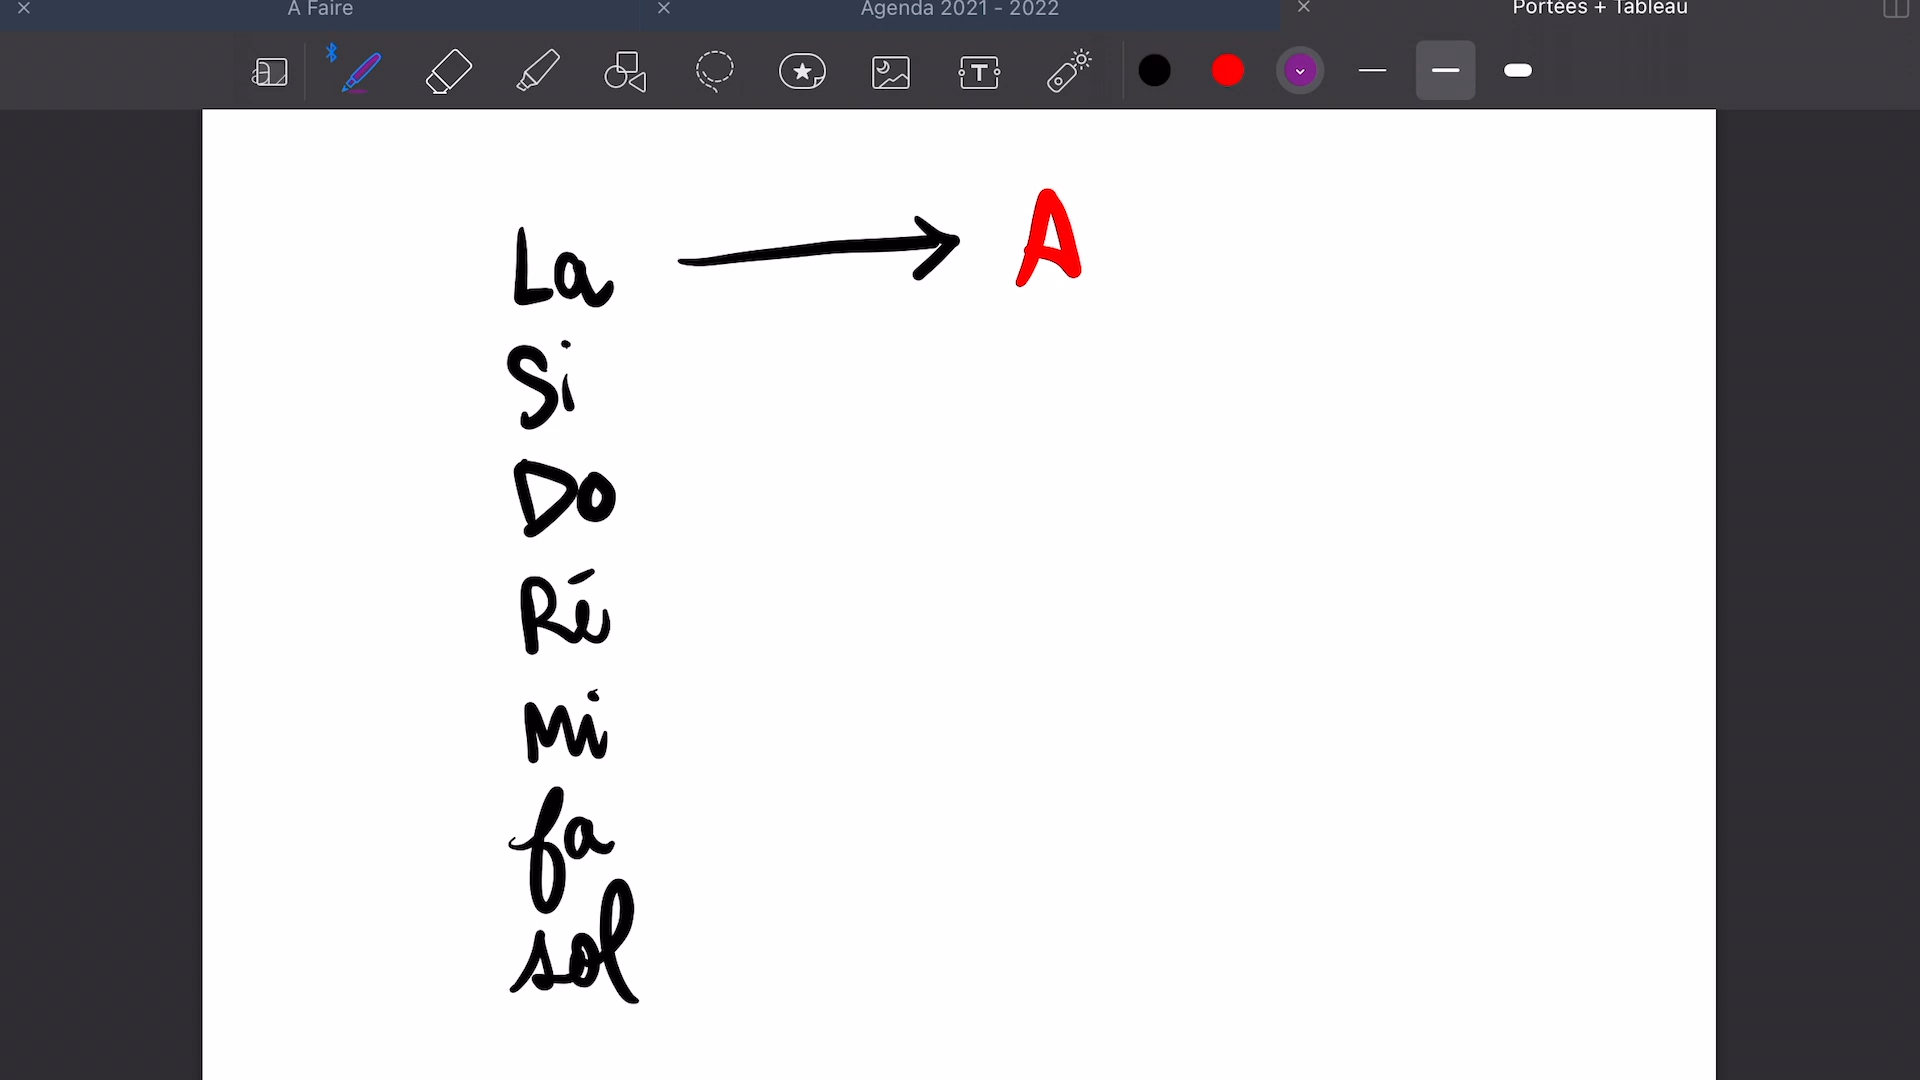 A Faire
Agenda 2021 - 2022
Portées + Tableau
T
La → A
Si
Do
Ré
Mi
fa
sol